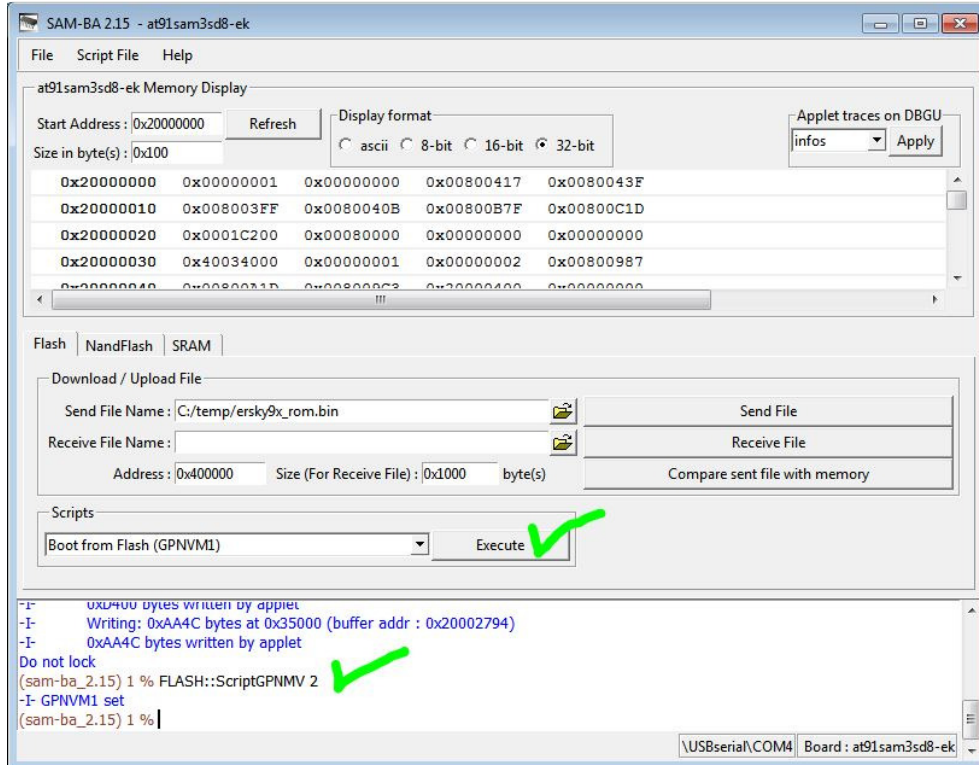 SAM-BA 2.15 - at91sam3sd8-ek
File Script File Help
at91sam3sd8-ek Memory Display
Start Address : 0x20000000 Refresh
Size in byte(s) : 0x100
Display format
ascii 8-bit 16-bit 32-bit
Applet traces on DBGU
infos Apply
0x20000000 0x00000001 0x00000000 0x00800417 0x0080043F
0x20000010 0x008003FF 0x0080040B 0x00800B7F 0x00800C1D
0x20000020 0x0001C200 0x00080000 0x00000000 0x00000000
0x20000030 0x40034000 0x00000001 0x00000002 0x00800987
Flash NandFlash SRAM
Download / Upload File
Send File Name : C:/temp/ersky9x_rom.bin Send File
Receive File Name : Receive File
Address : 0x400000 Size (For Receive File) : 0x1000 byte(s) Compare sent file with memory
Scripts
Boot from Flash (GPNVM1) Execute
-I- 0xD400 bytes written by applet
-I- Writing: 0xAA4C bytes at 0x35000 (buffer addr : 0x20002794)
-I- 0xAA4C bytes written by applet
Do not lock
(sam-ba_2.15) 1 % FLASH::ScriptGPNMV 2
-I- GPNVM1 set
(sam-ba_2.15) 1 %
\USBserial\COM4 Board : at91sam3sd8-ek